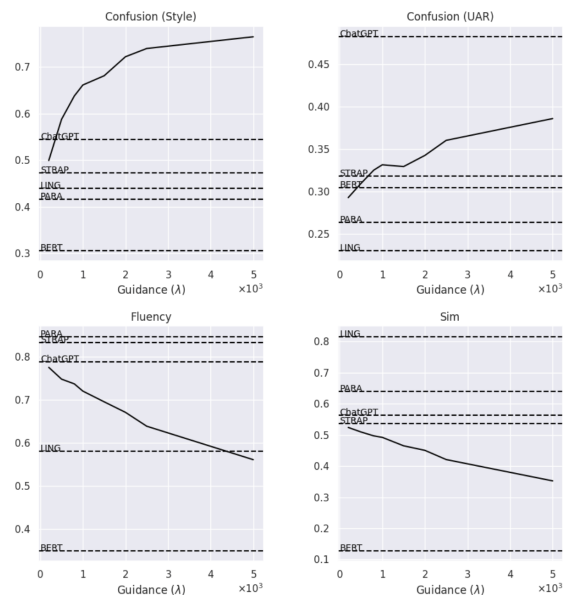 Confusion (Style)
0.7
0.6
0.5
0.4
0.3
ChatGPT
STRAP
LING
PARA
BERT
0 1 2 3 4 5
×10³
Guidance (λ)
Confusion (UAR)
0.45
0.40
0.35
0.30
0.25
ChatGPT
STRAP
BERT
PARA
LING
0 1 2 3 4 5
×10³
Guidance (λ)
Fluency
0.8
0.7
0.6
0.5
0.4
PARA
STRAP
ChatGPT
LING
BERT
0 1 2 3 4 5
×10³
Guidance (λ)
Sim
0.8
0.7
0.6
0.5
0.4
0.3
0.2
0.1
LING
PARA
ChatGPT
STRAP
BERT
0 1 2 3 4 5
×10³
Guidance (λ)